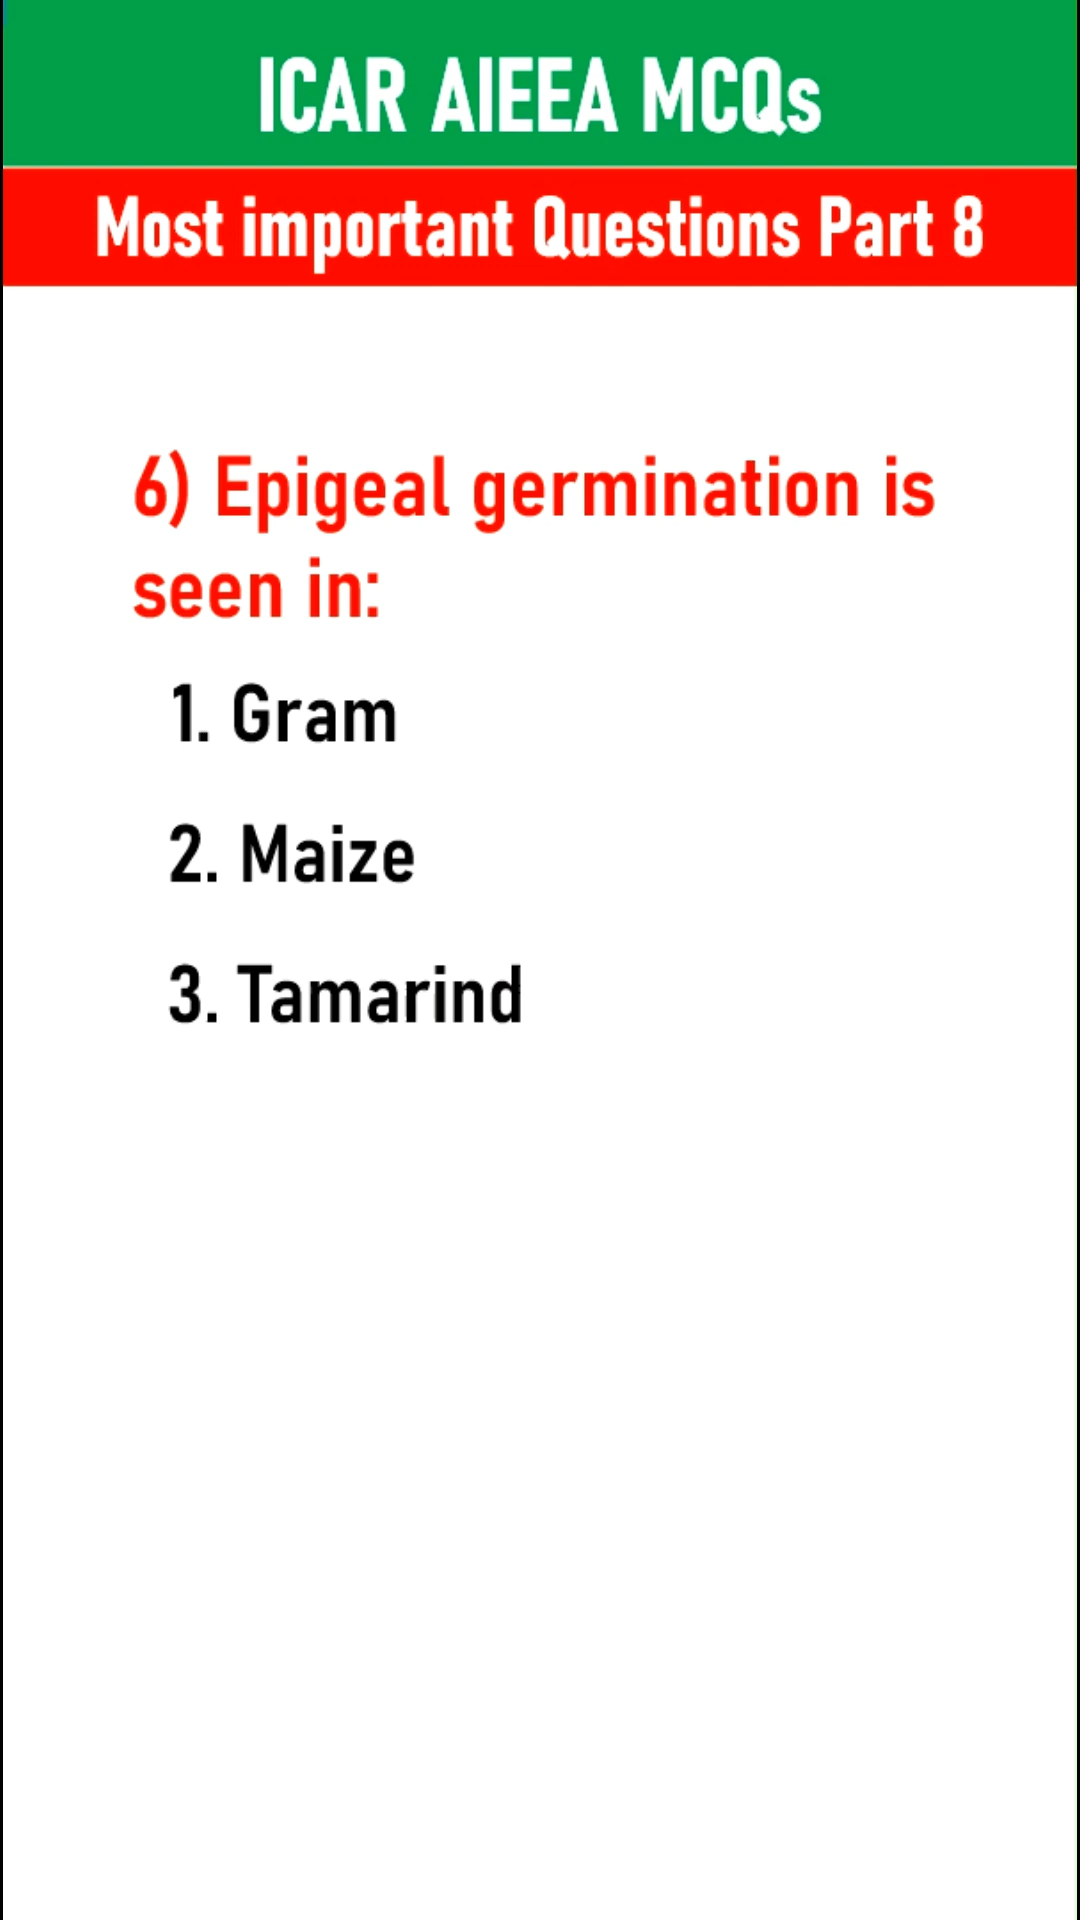 ICAR AIEEA MCQs
Most important Questions Part 8
6) Epigeal germination is
seen in:
1. Gram
2. Maize
3. Tamarind